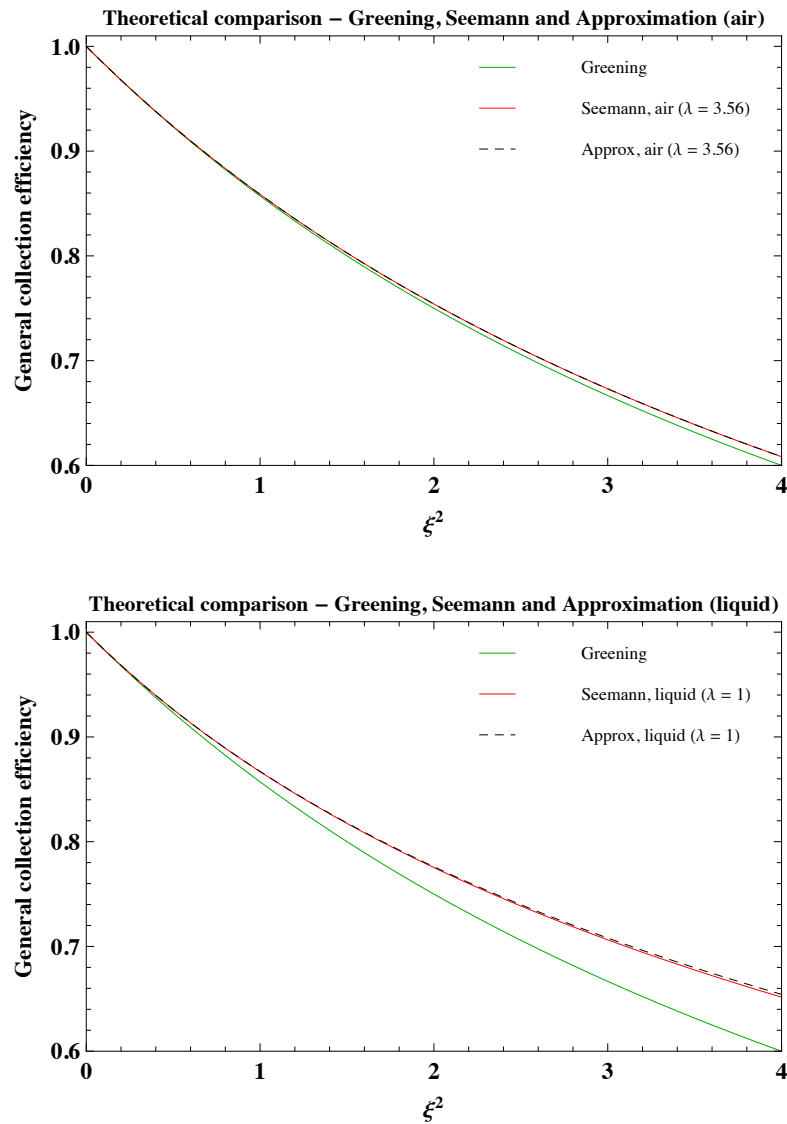 Theoretical comparison – Greening, Seemann and Approximation (air)
1.0
0.9
0.8
0.7
0.6
General collection efficiency
Greening
Seemann, air (λ = 3.56)
Approx, air (λ = 3.56)
0 1 2 3 4
ξ²
Theoretical comparison – Greening, Seemann and Approximation (liquid)
1.0
0.9
0.8
0.7
0.6
General collection efficiency
Greening
Seemann, liquid (λ = 1)
Approx, liquid (λ = 1)
0 1 2 3 4
ξ²